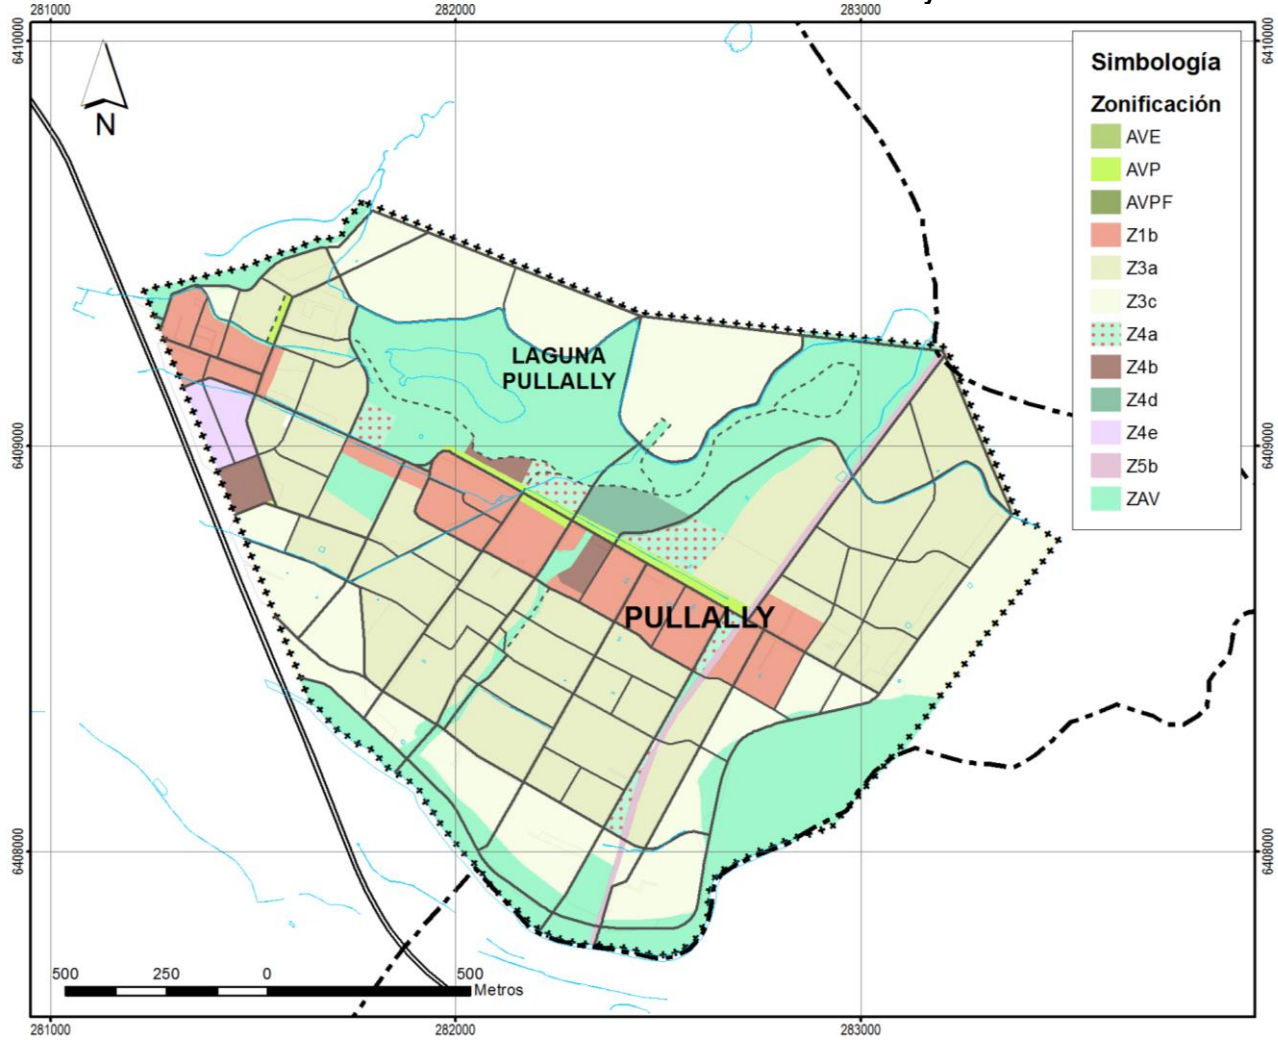 281000
282000
283000
6410000
6410000
Simbología
Zonificación
AVE
AVP
AVPF
Z1b
Z3a
Z3c
Z4a
Z4b
Z4d
Z4e
Z5b
ZAV
N
LAGUNA
PULLALLY
6409000
6409000
PULLALLY
6408000
6408000
500 250 0 500
Metros
281000
282000
283000